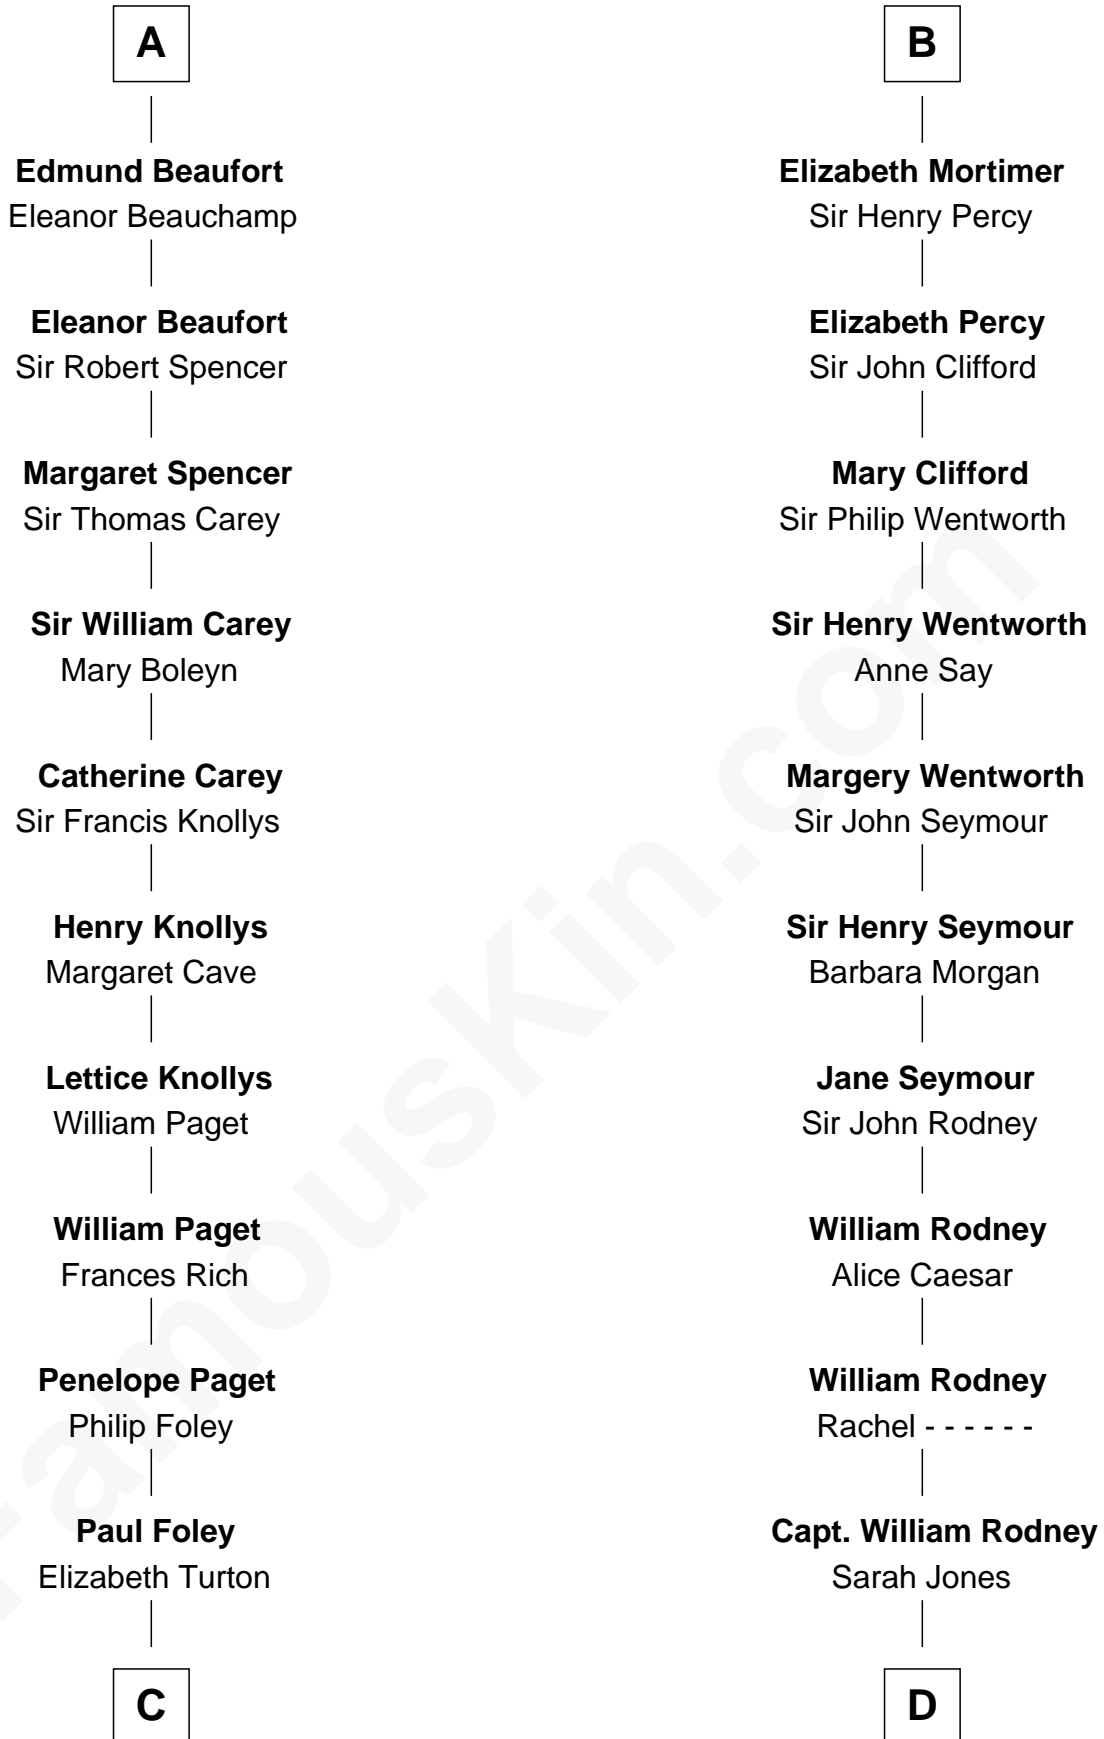 A
Edmund Beaufort
Eleanor Beauchamp
Eleanor Beaufort
Sir Robert Spencer
Margaret Spencer
Sir Thomas Carey
Sir William Carey
Mary Boleyn
Catherine Carey
Sir Francis Knollys
Henry Knollys
Margaret Cave
Lettice Knollys
William Paget
William Paget
Frances Rich
Penelope Paget
Philip Foley
Paul Foley
Elizabeth Turton
C
B
Elizabeth Mortimer
Sir Henry Percy
Elizabeth Percy
Sir John Clifford
Mary Clifford
Sir Philip Wentworth
Sir Henry Wentworth
Anne Say
Margery Wentworth
Sir John Seymour
Sir Henry Seymour
Barbara Morgan
Jane Seymour
Sir John Rodney
William Rodney
Alice Caesar
William Rodney
Rachel - - - - - -
Capt. William Rodney
Sarah Jones
D
FamousKin.com